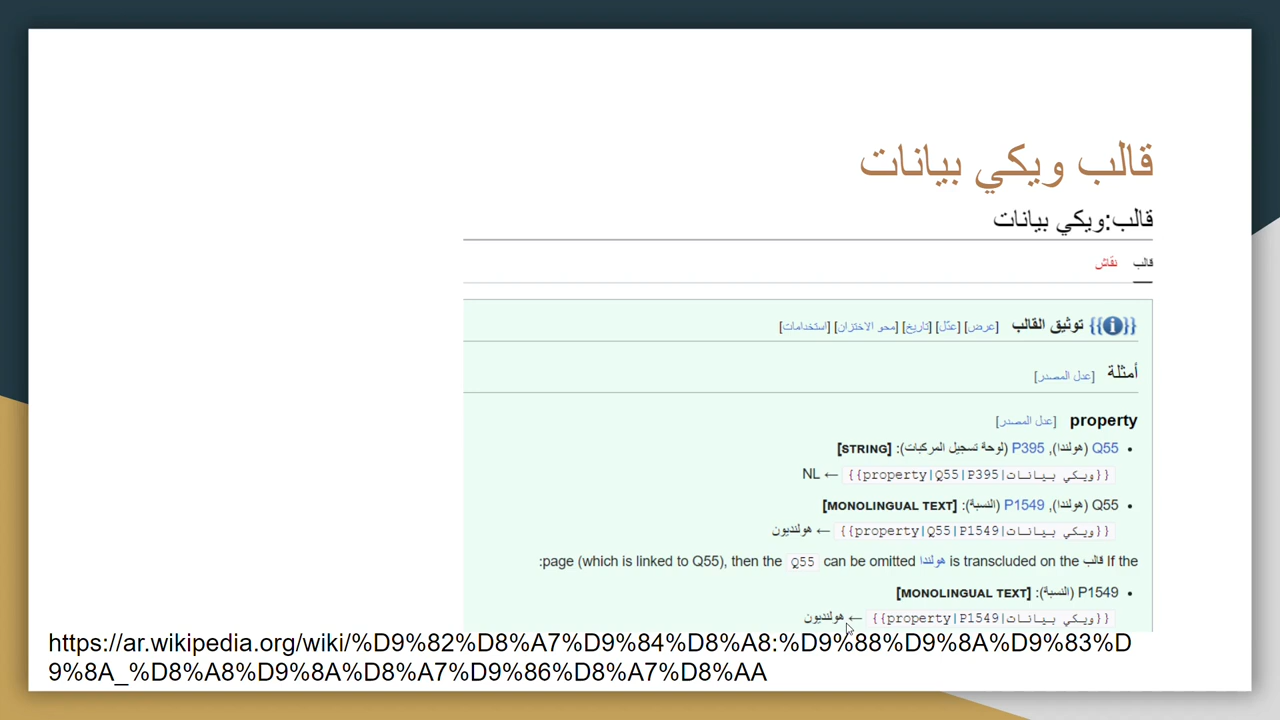 قالب ويكي بيانات
قالب:ويكي بيانات
قالب نقاش
{{i}} توثيق القالب [عرض] [عدّل] [تاريخ] [محو الاختزان] [استخدامات]
أمثلة [عدل المصدر]
property [عدل المصدر]
• Q55 (هولندا), P395 (لوحة تسجيل المركبات): [STRING]
{{ويكي بيانات|property|Q55|P395}} ← NL
• Q55 (هولندا), P1549 (النسبة): [MONOLINGUAL TEXT]
{{ويكي بيانات|property|Q55|P1549}} ← هولنديون
If the قالب is transcluded on the هولندا page (which is linked to Q55), then the Q55 can be omitted:
• P1549 (النسبة): [MONOLINGUAL TEXT]
{{ويكي بيانات|property|P1549}} ← هولنديون
https://ar.wikipedia.org/wiki/%D9%82%D8%A7%D9%84%D8%A8:%D9%88%D9%8A%D9%83%D
9%8A_%D8%A8%D9%8A%D8%A7%D9%86%D8%A7%D8%AA